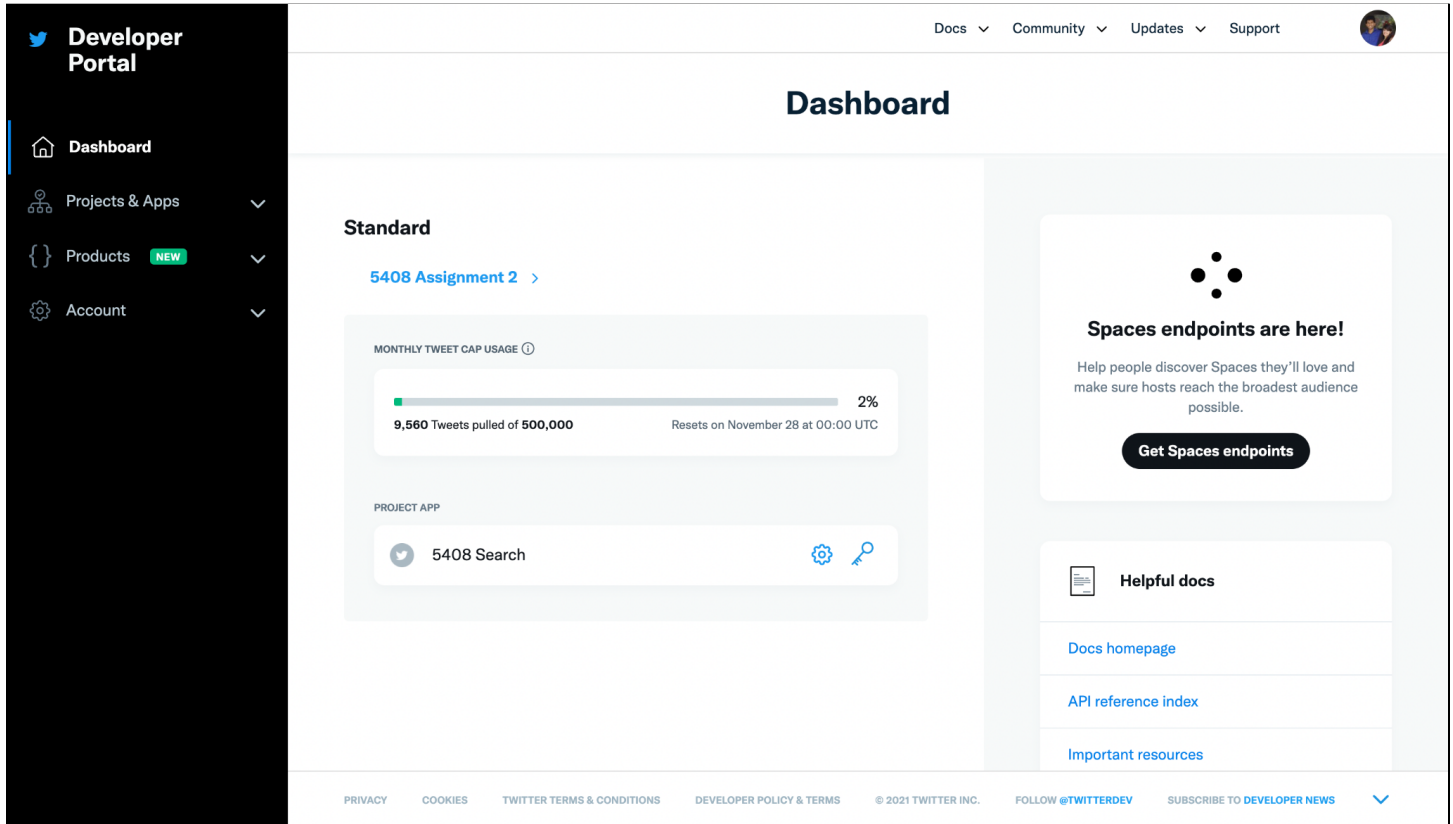 Developer
Portal
Dashboard
Projects & Apps
Products NEW
Account
Docs Community Updates Support
Dashboard
Standard
5408 Assignment 2
MONTHLY TWEET CAP USAGE
2%
9,560 Tweets pulled of 500,000 Resets on November 28 at 00:00 UTC
PROJECT APP
5408 Search
Spaces endpoints are here!
Help people discover Spaces they'll love and
make sure hosts reach the broadest audience
possible.
Get Spaces endpoints
Helpful docs
Docs homepage
API reference index
Important resources
PRIVACY COOKIES TWITTER TERMS & CONDITIONS DEVELOPER POLICY & TERMS © 2021 TWITTER INC. FOLLOW @TWITTERDEV SUBSCRIBE TO DEVELOPER NEWS